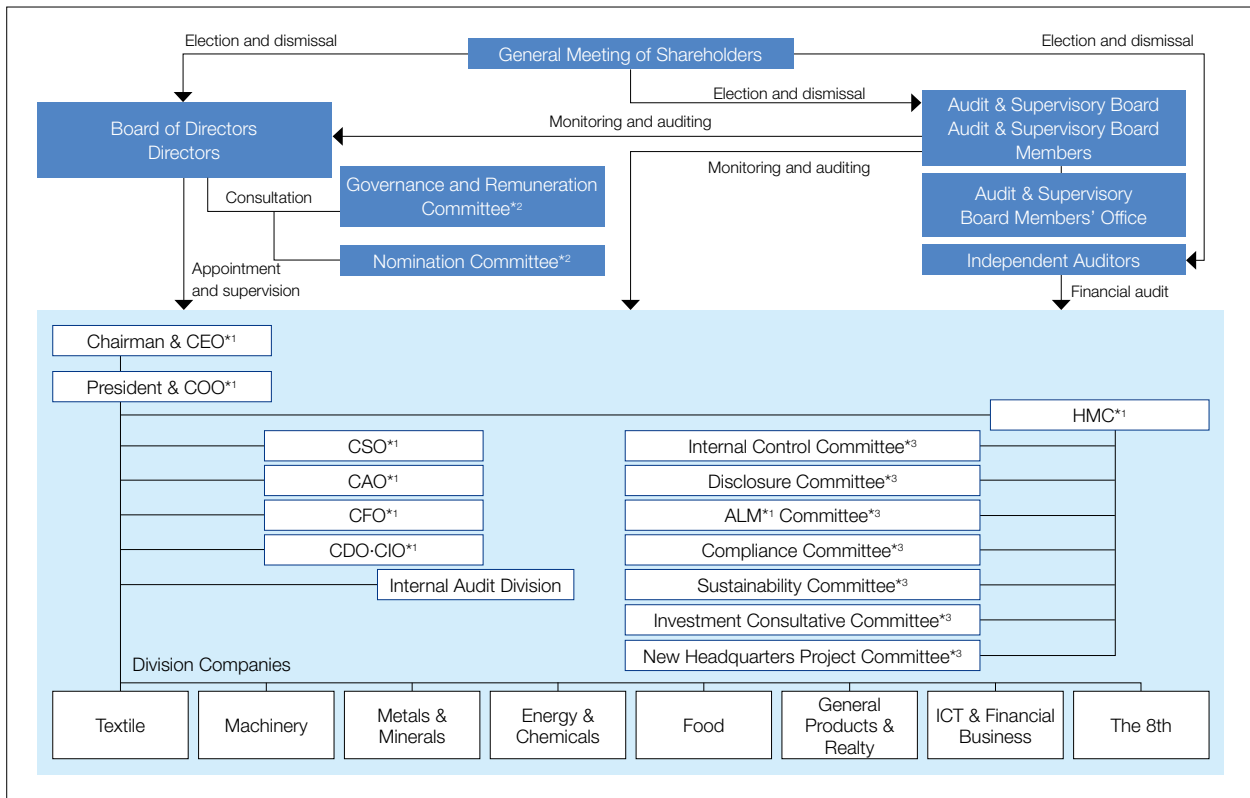 Election and dismissal
General Meeting of Shareholders
Election and dismissal
Election and dismissal
Board of Directors
Directors
Monitoring and auditing
Audit & Supervisory Board
Audit & Supervisory Board
Members
Monitoring and auditing
Consultation
Governance and Remuneration
Committee*2
Audit & Supervisory
Board Members’ Office
Nomination Committee*2
Independent Auditors
Appointment
and supervision
Financial audit
Chairman & CEO*1
President & COO*1
HMC*1
CSO*1
CAO*1
CFO*1
CDO·CIO*1
Internal Audit Division
Internal Control Committee*3
Disclosure Committee*3
ALM*1 Committee*3
Compliance Committee*3
Sustainability Committee*3
Investment Consultative Committee*3
New Headquarters Project Committee*3
Division Companies
Textile
Machinery
Metals &
Minerals
Energy &
Chemicals
Food
General
Products &
Realty
ICT & Financial
Business
The 8th